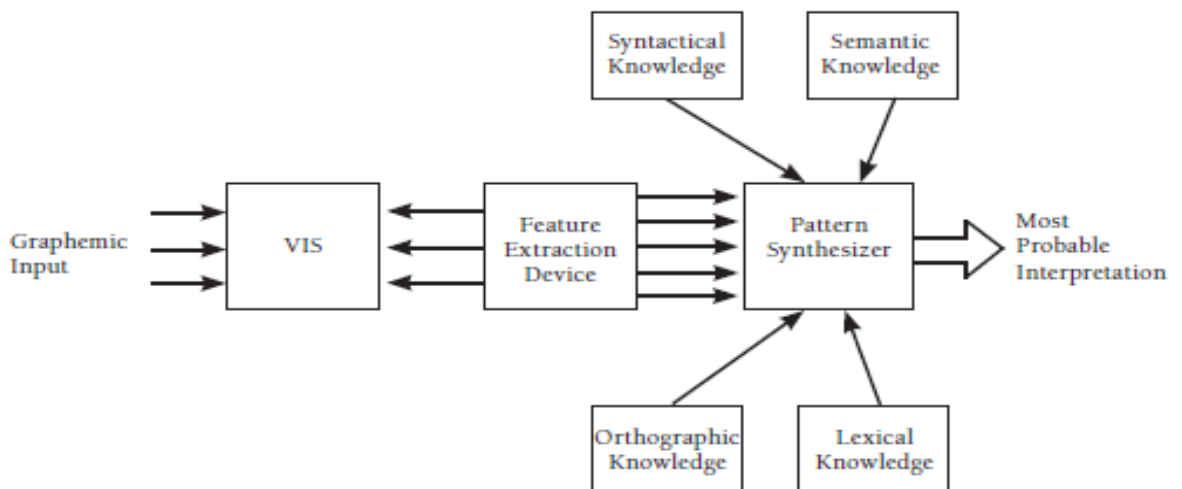 Syntactical
Knowledge
Semantic
Knowledge
Graphemic
Input
VIS
Feature
Extraction
Device
Pattern
Synthesizer
Most
Probable
Interpretation
Orthographic
Knowledge
Lexical
Knowledge